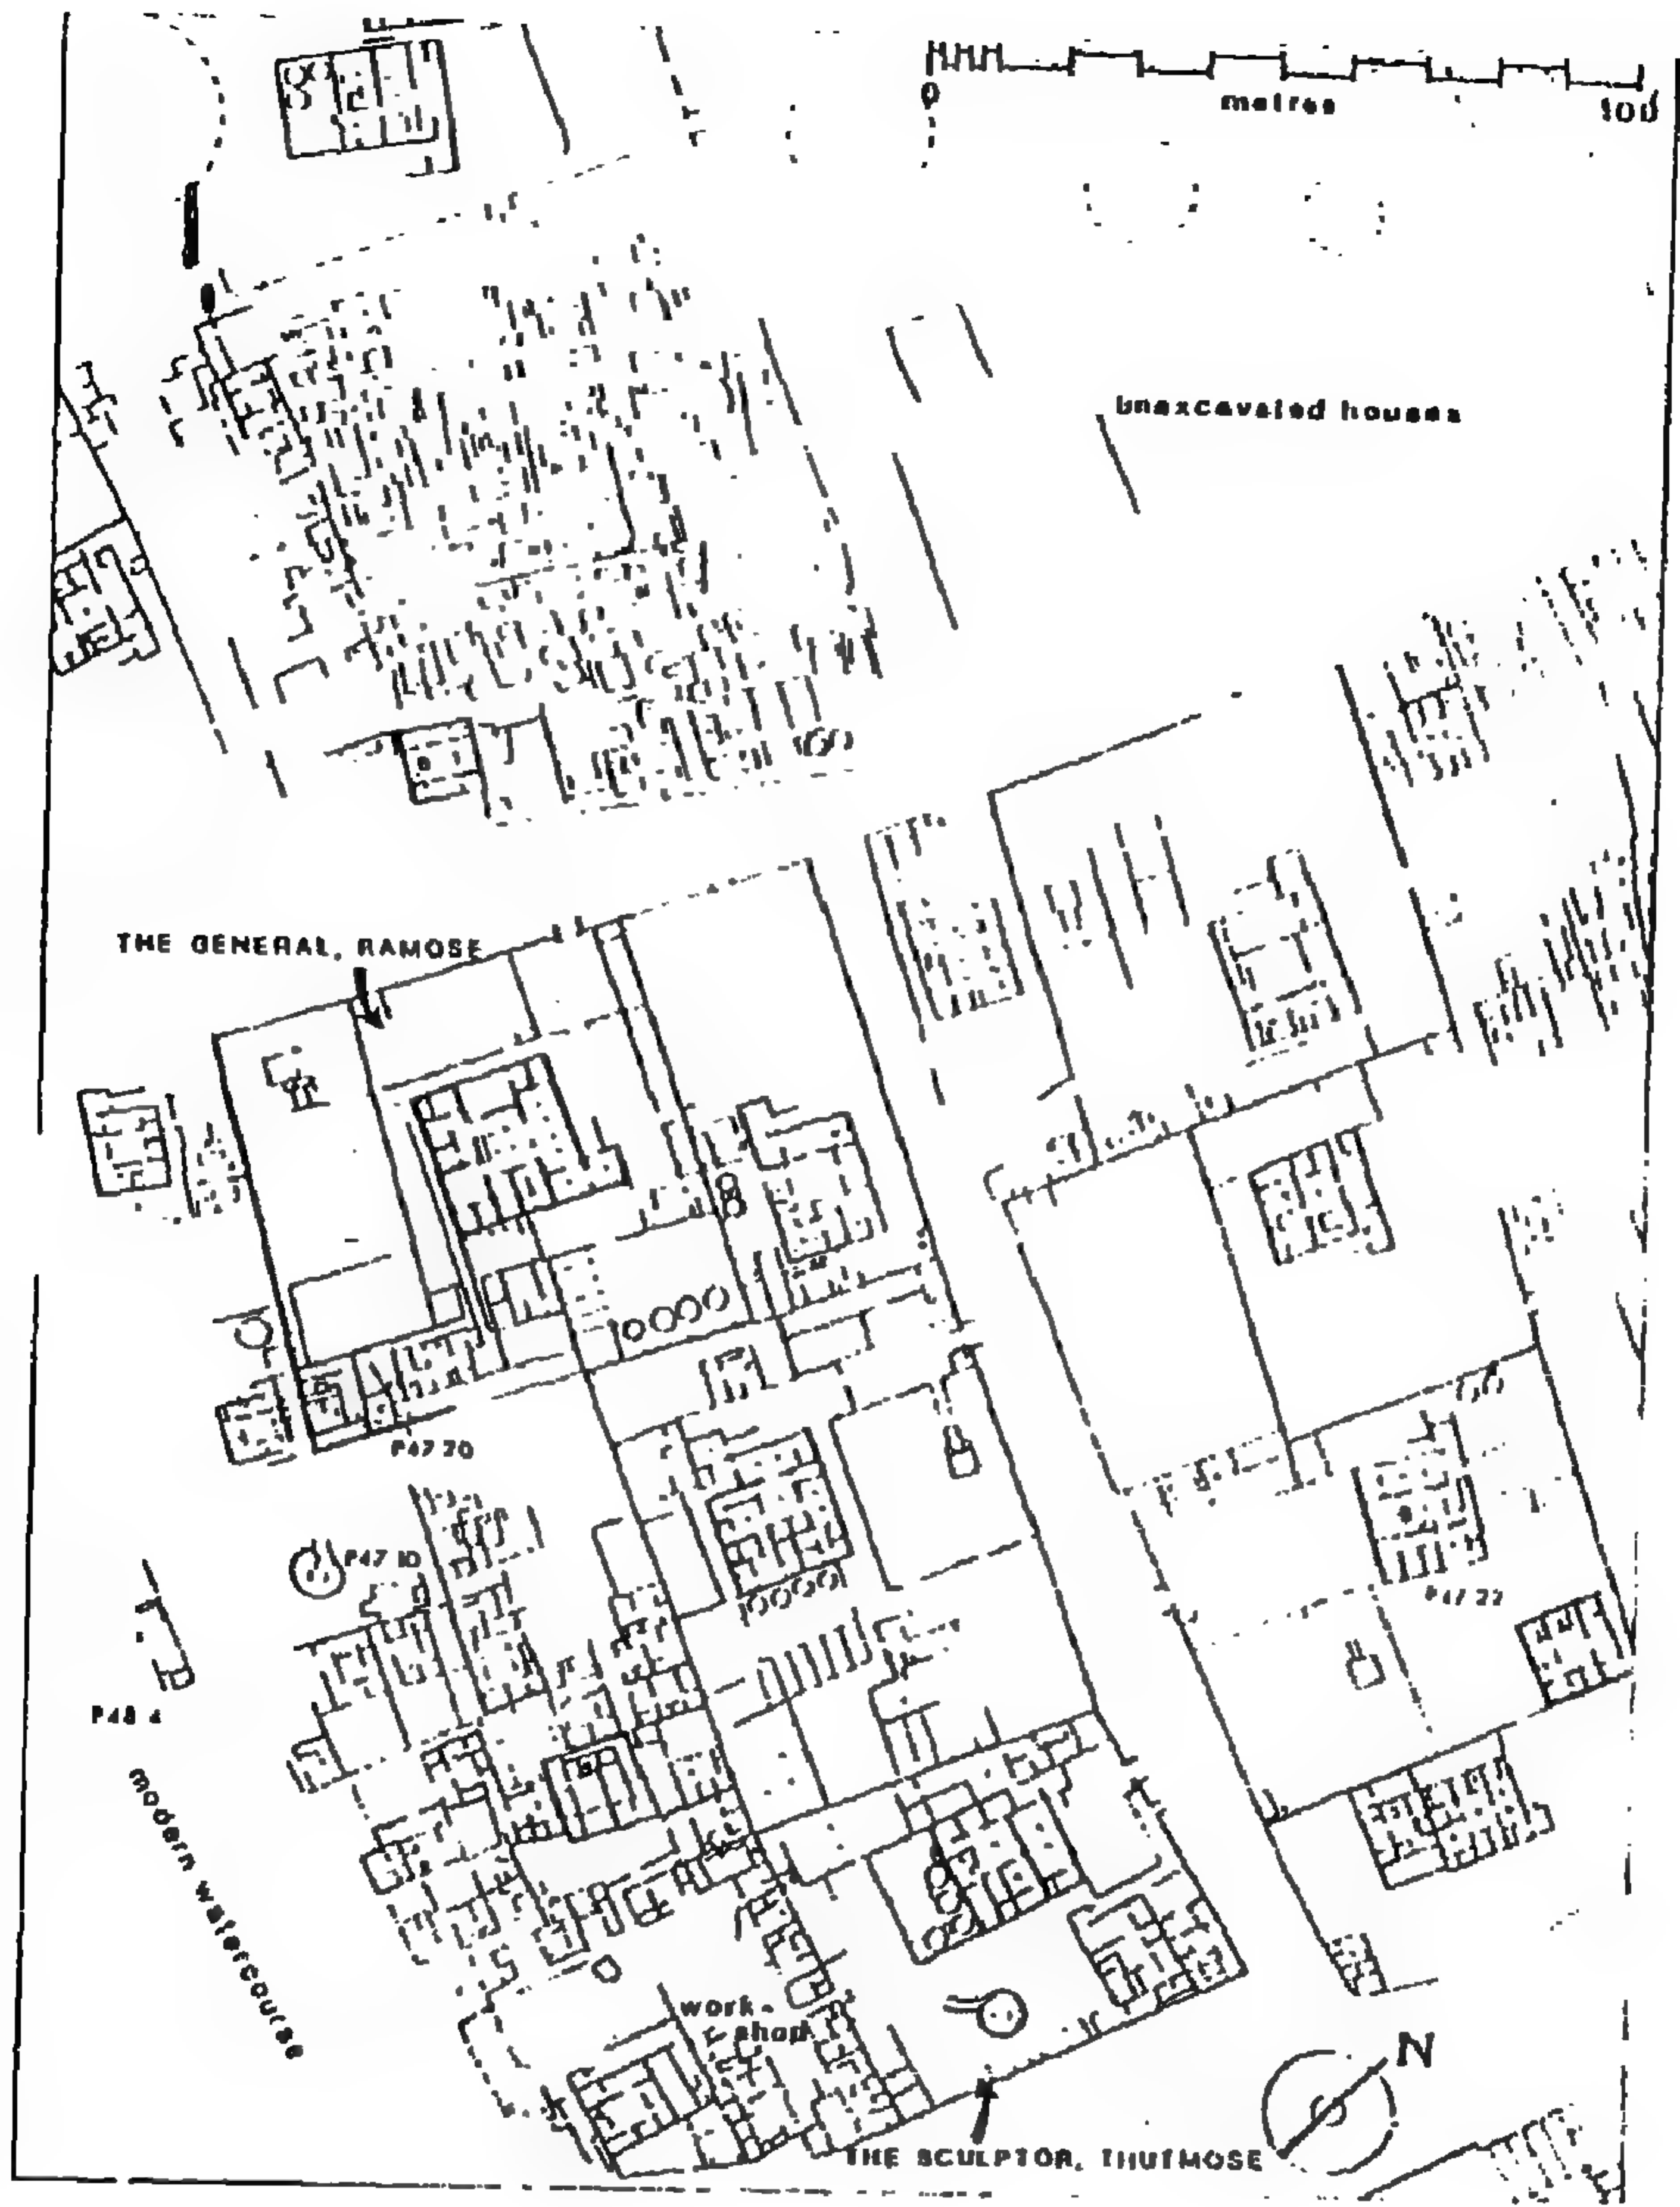 0
100
metres
unexcavated houses
THE GENERAL, RAMOSE
P47 20
P47 10
P47 22
P48 4
modern watercourse
work-
shop
N
THE SCULPTOR, THUTMOSE